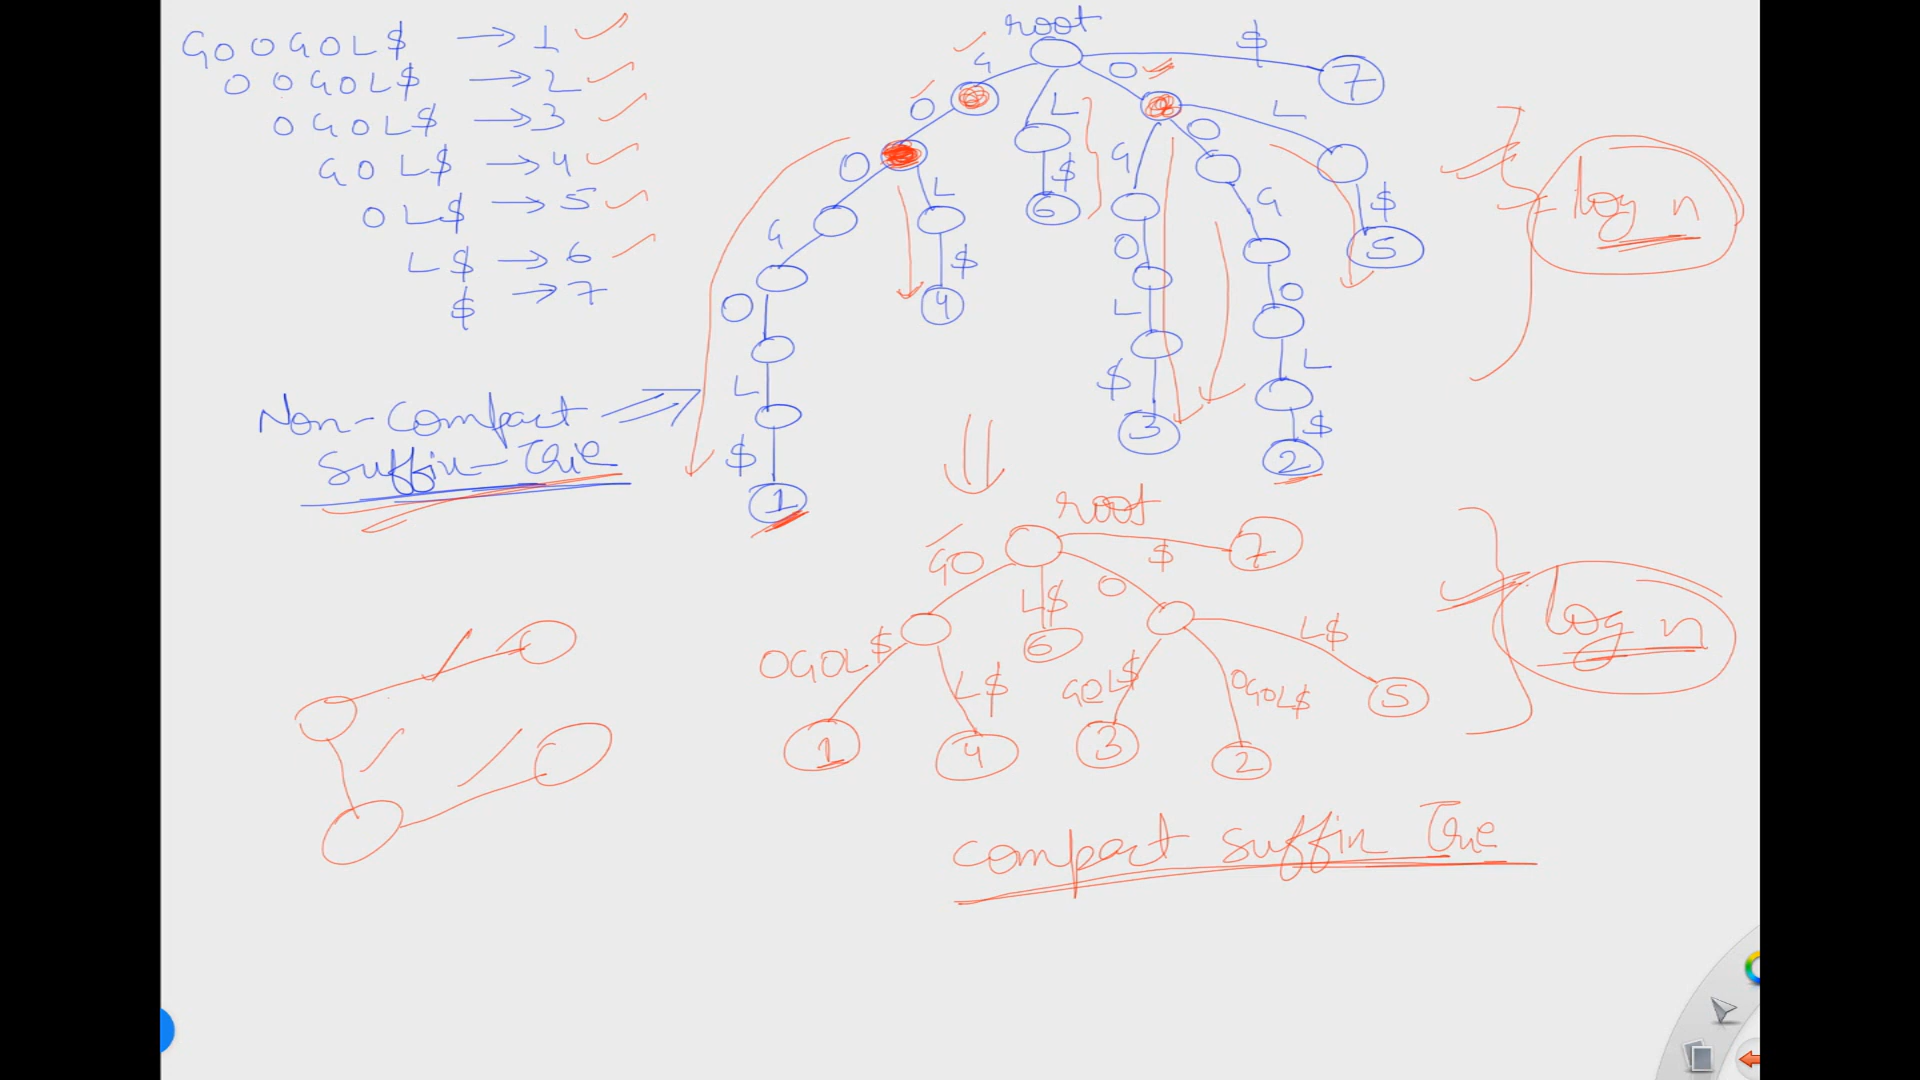 GOOGOL$ → 1
OOGOL$ → 2
OGOL$ → 3
GOL$ → 4
OL$ → 5
L$ → 6
$ → 7
root
G
O
L
O
$
7
O
L
$
4
G
O
L
$
1
$
6
G
O
L
$
3
O
G
O
L
$
2
L
$
5
log n
Non-Compact
Suffix-Trie
root
GO
L$
O
$
7
OGOL$
L$
6
GOL$
OGOL$
L$
1
4
3
2
5
log n
compact suffix Trie